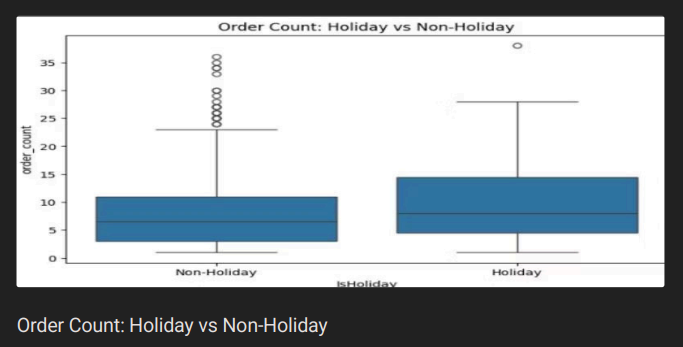 Order Count: Holiday vs Non-Holiday
35
30
25
20
15
10
5
0
order_count
Non-Holiday
Holiday
IsHoliday
Order Count: Holiday vs Non-Holiday